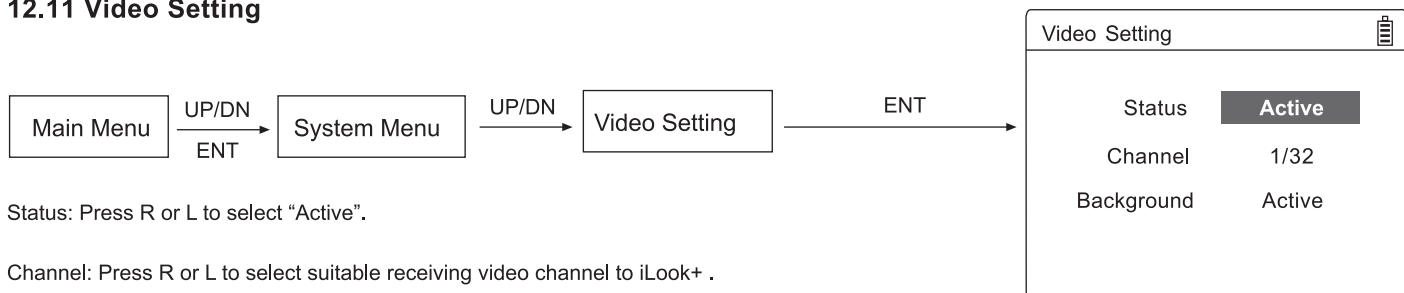 12.11 Video Setting
Main Menu
UP/DN
ENT
System Menu
UP/DN
Video Setting
ENT
Status: Press R or L to select “Active”.
Channel: Press R or L to select suitable receiving video channel to iLook+ .
Video Setting
Status Active
Channel 1/32
Background Active